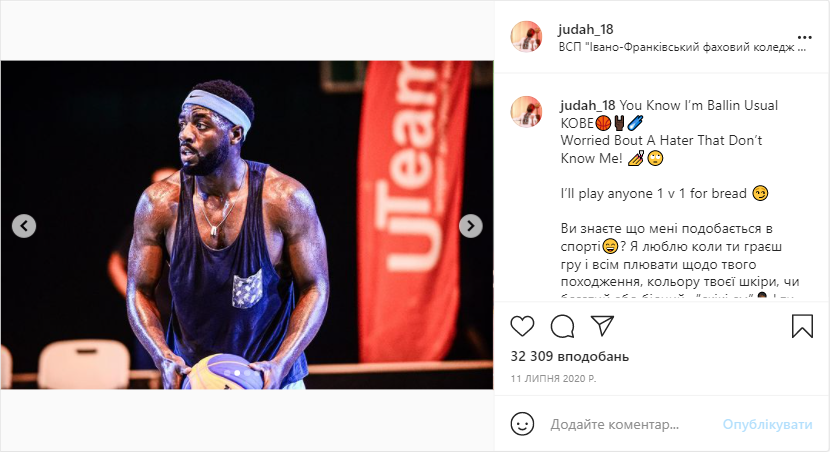 judah_18
ВСП "Івано-Франківський фаховий коледж ...
UTeam
judah_18 You Know I'm Ballin Usual
KOBE
Worried Bout A Hater That Don't
Know Me!
I'll play anyone 1 v 1 for bread
Ви знаєте що мені подобається в
спорті? Я люблю коли ти граєш
гру і всім плювати щодо твого
походження, кольору твоєї шкіри, чи
32 309 вподобань
11 ЛИПНЯ 2020 Р.
Додайте коментар...
Опублікувати